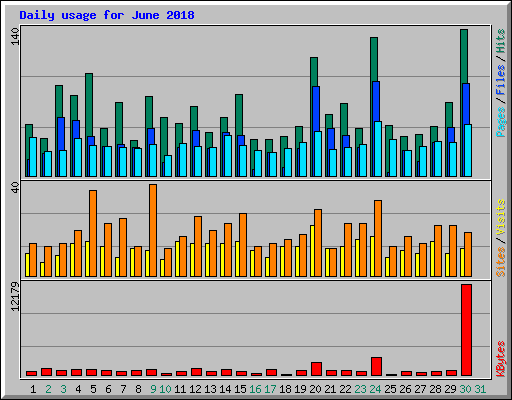 Daily usage for June 2018
140
Pages / Files / Hits
40
Sites / Visits
12179
KBytes
1 2 3 4 5 6 7 8 9 10 11 12 13 14 15 16 17 18 19 20 21 22 23 24 25 26 27 28 29 30 31